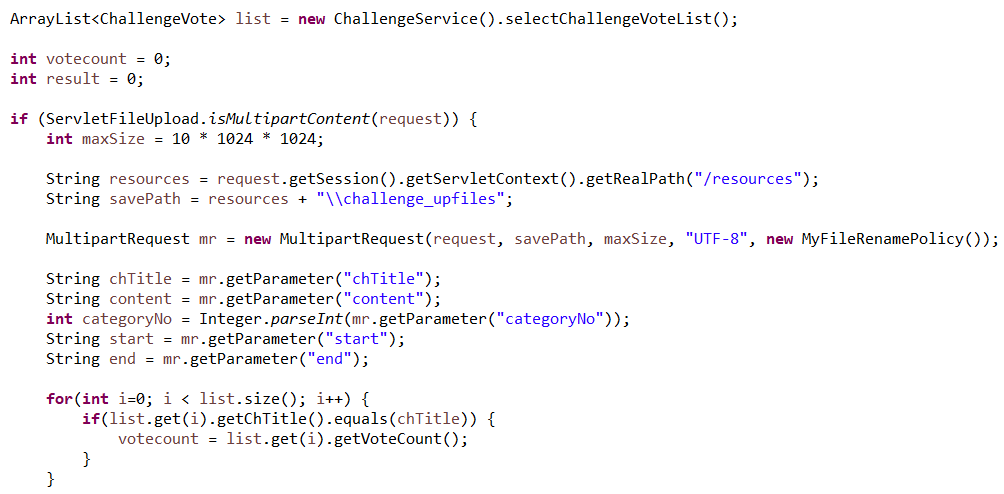 ArrayList<ChallengeVote> list = new ChallengeService().selectChallengeVoteList();

int votecount = 0;
int result = 0;

if (ServletFileUpload.isMultipartContent(request)) {
    int maxSize = 10 * 1024 * 1024;

    String resources = request.getSession().getServletContext().getRealPath("/resources");
    String savePath = resources + "\\challenge_upfiles";

    MultipartRequest mr = new MultipartRequest(request, savePath, maxSize, "UTF-8", new MyFileRenamePolicy());

    String chTitle = mr.getParameter("chTitle");
    String content = mr.getParameter("content");
    int categoryNo = Integer.parseInt(mr.getParameter("categoryNo"));
    String start = mr.getParameter("start");
    String end = mr.getParameter("end");

    for(int i=0; i < list.size(); i++) {
        if(list.get(i).getChTitle().equals(chTitle)) {
            votecount = list.get(i).getVoteCount();
        }
    }